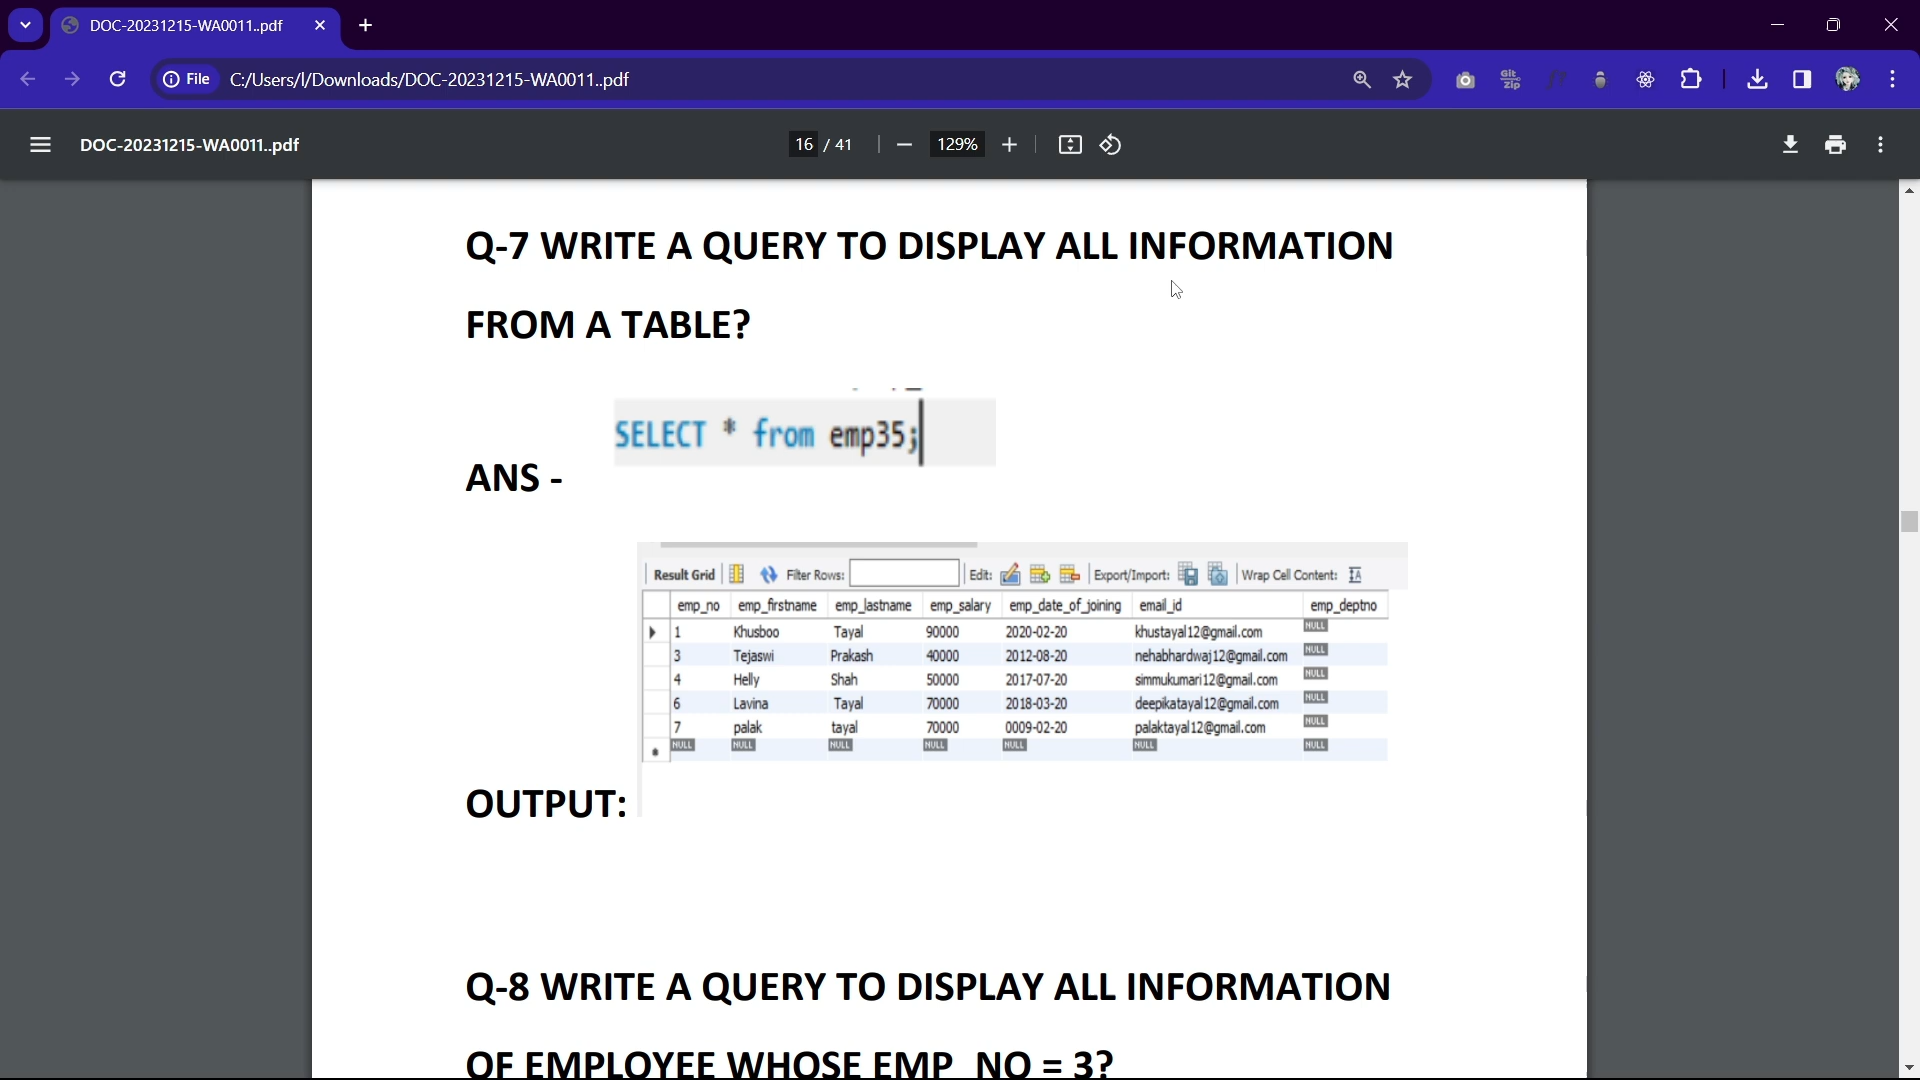 DOC-20231215-WA0011..pdf
File C:/Users/l/Downloads/DOC-20231215-WA0011..pdf
DOC-20231215-WA0011..pdf 16 / 41 129%
Q-7 WRITE A QUERY TO DISPLAY ALL INFORMATION
FROM A TABLE?
SELECT * from emp35;
ANS -
Result Grid Filter Rows: Edit: Export/Import: Wrap Cell Content:
emp_no emp_firstname emp_lastname emp_salary emp_date_of_joining email_id emp_deptno
1 Khusboo Tayal 90000 2020-02-20 khustayal12@gmail.com NULL
3 Tejaswi Prakash 40000 2012-08-20 nehabhardwaj12@gmail.com NULL
4 Helly Shah 50000 2017-07-20 simmukumari12@gmail.com NULL
6 Lavina Tayal 70000 2018-03-20 deepikatayal12@gmail.com NULL
7 palak tayal 70000 0009-02-20 palaktayal12@gmail.com NULL
NULL NULL NULL NULL NULL NULL NULL
OUTPUT:
Q-8 WRITE A QUERY TO DISPLAY ALL INFORMATION
OF EMPLOYEE WHOSE EMP_NO = 3?